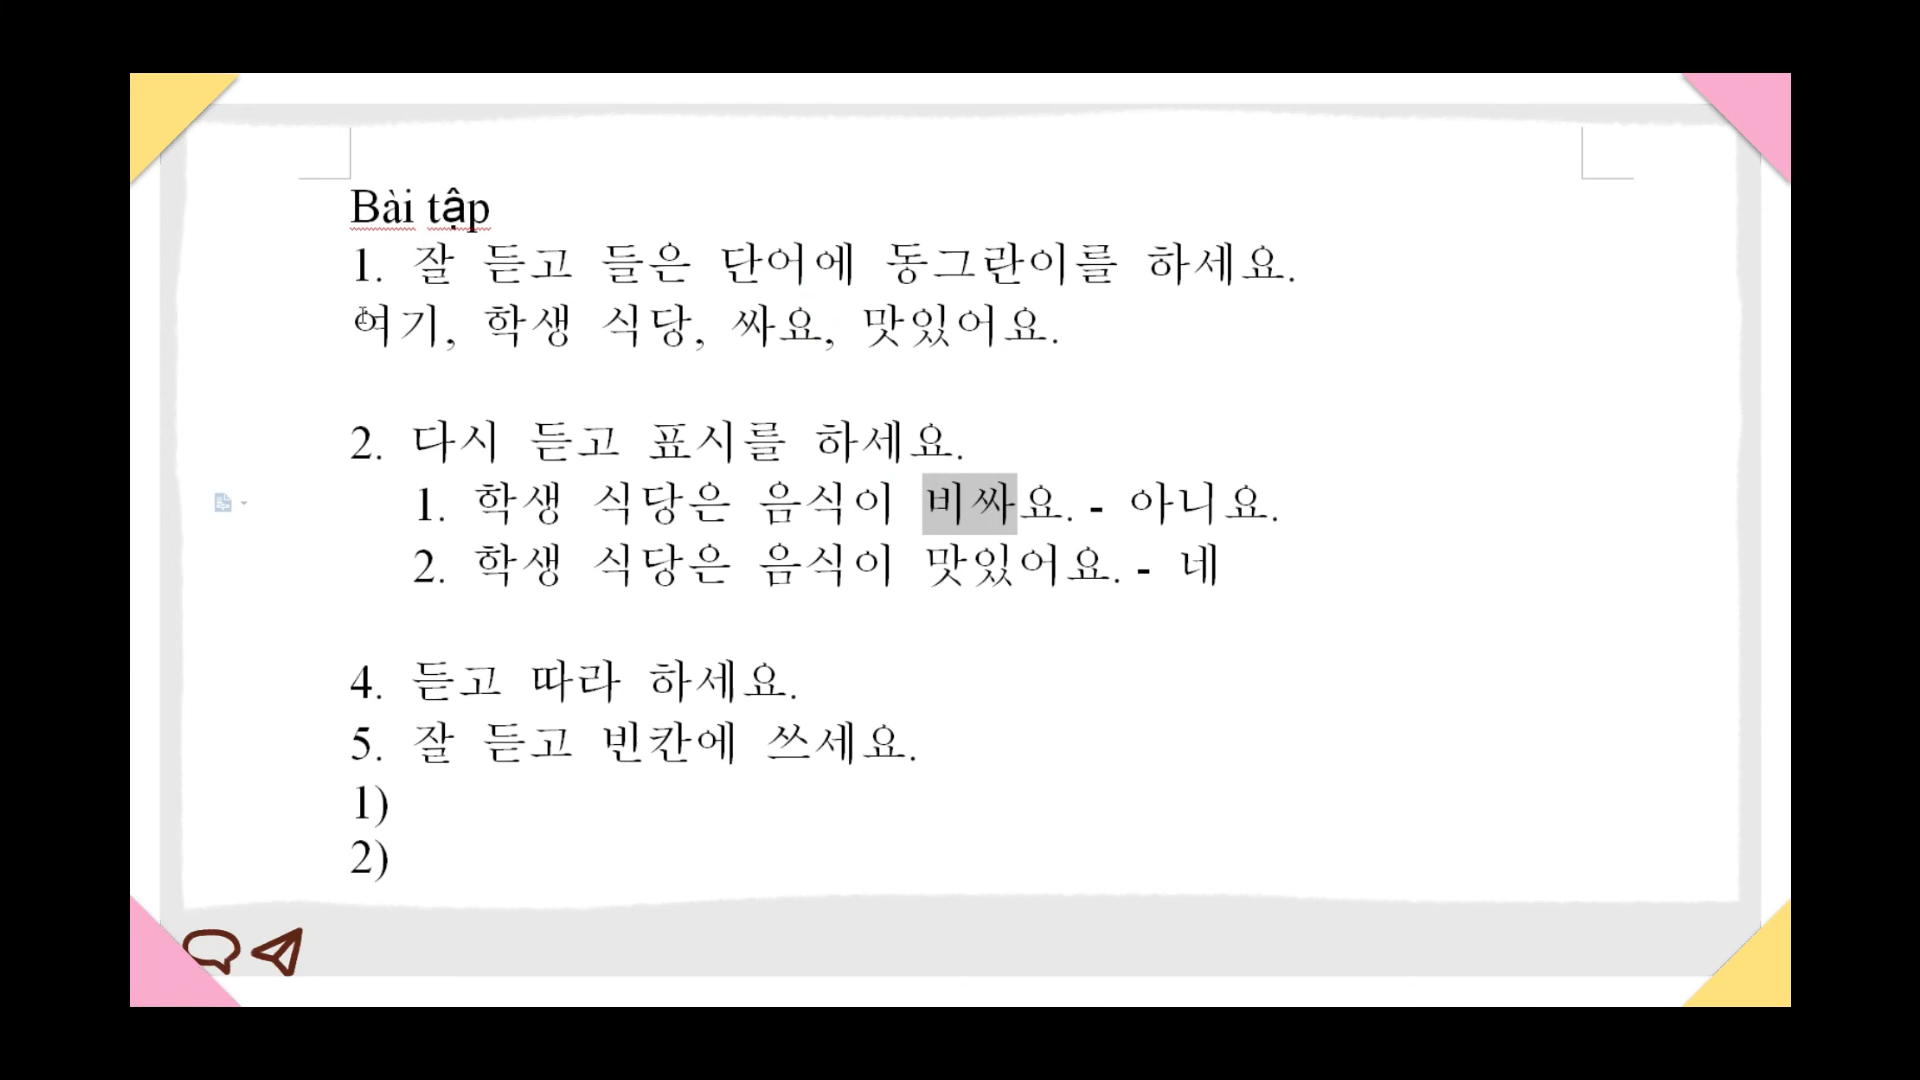 Bài tập
1. 잘 듣고 들은 단어에 동그란이를 하세요.
여기, 학생 식당, 싸요, 맛있어요.
2. 다시 듣고 표시를 하세요.
1. 학생 식당은 음식이 비싸요. - 아니요.
2. 학생 식당은 음식이 맛있어요. - 네
4. 듣고 따라 하세요.
5. 잘 듣고 빈칸에 쓰세요.
1)
2)